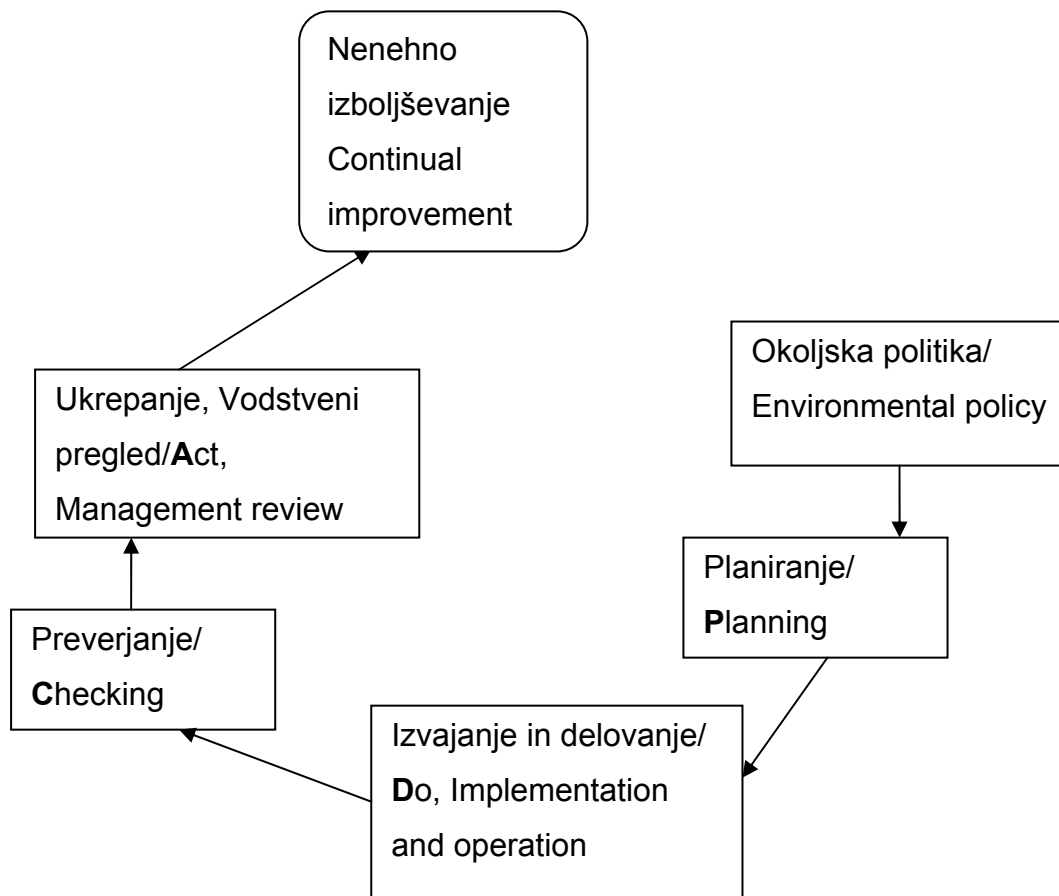 Nenehno
izboljševanje
Continual
improvement
Okoljska politika/
Environmental policy
Ukrepanje, Vodstveni
pregled/Act,
Management review
Planiranje/
Planning
Preverjanje/
Checking
Izvajanje in delovanje/
Do, Implementation
and operation